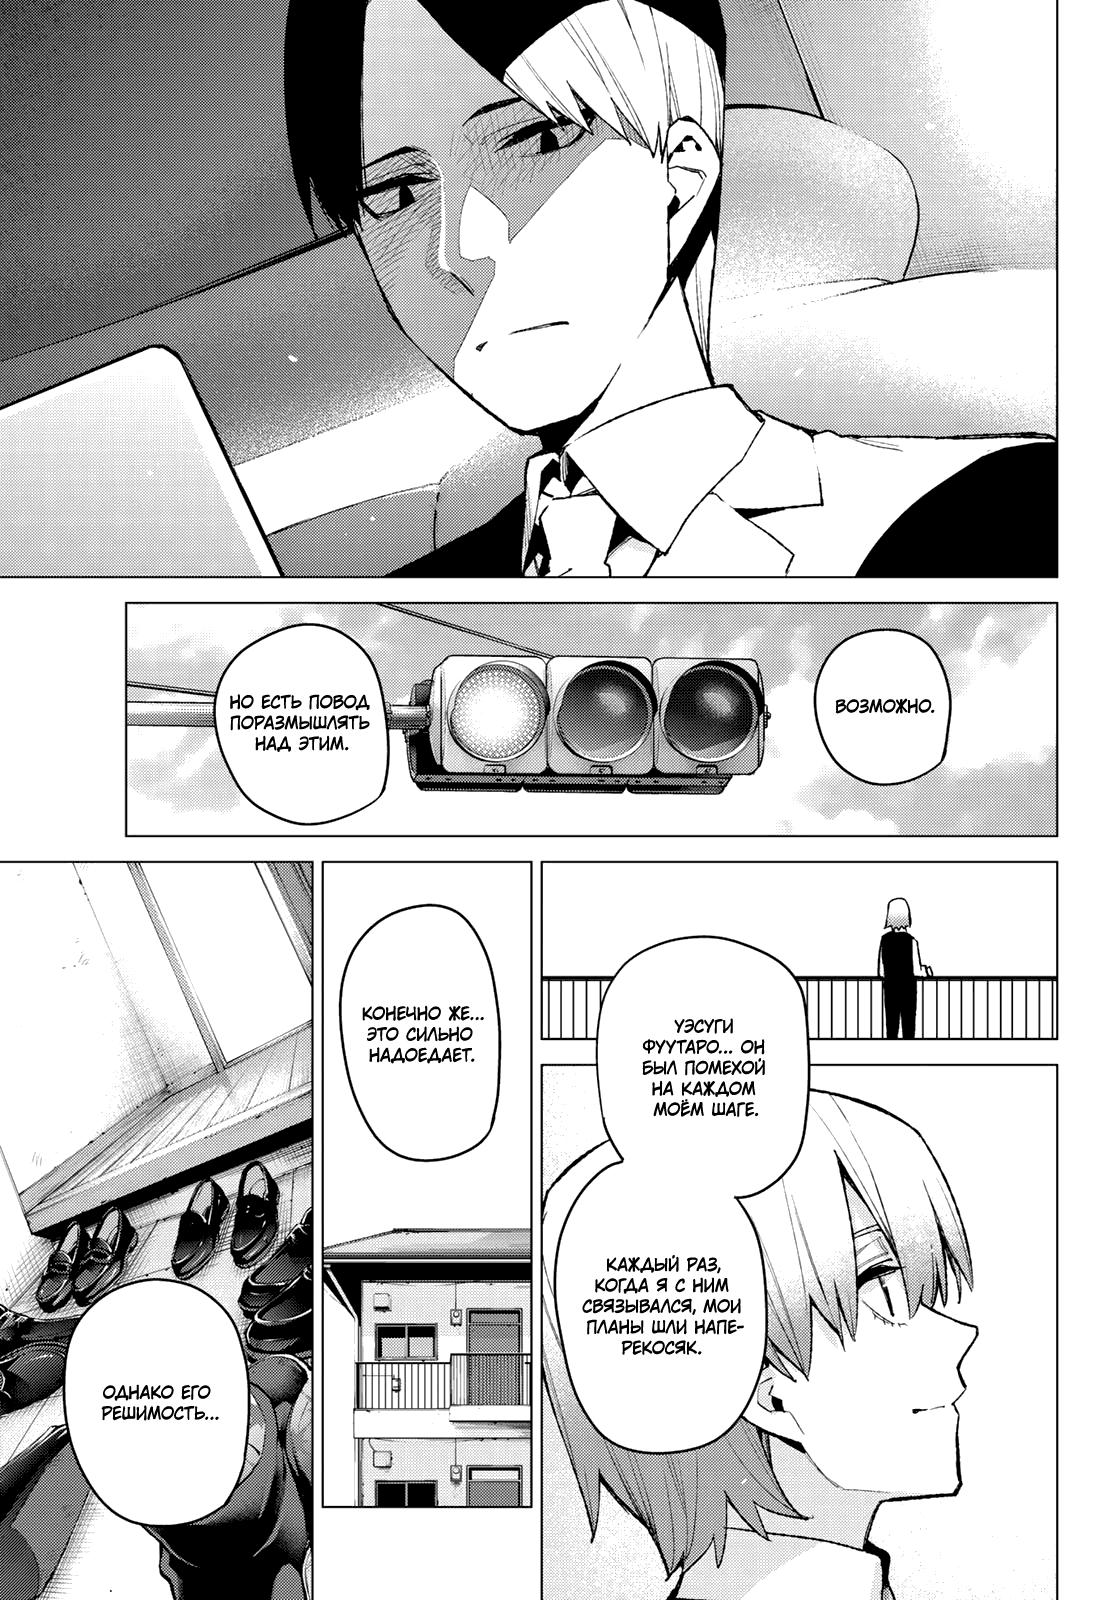 ВОЗМОЖНО.
НО ЕСТЬ ПОВОД
ПОРАЗМЫШЛЯТЬ
НАД ЭТИМ.
УЭСУГИ
ФУУТАРО... ОН
БЫЛ ПОМЕХОЙ
НА КАЖДОМ
МОЁМ ШАГЕ.
КАЖДЫЙ РАЗ,
КОГДА Я С НИМ
СВЯЗЫВАЛСЯ, МОИ
ПЛАНЫ ШЛИ НАПЕ-
РЕКОСЯК.
КОНЕЧНО ЖЕ...
ЭТО СИЛЬНО
НАДОЕДАЕТ.
ОДНАКО ЕГО
РЕШИМОСТЬ...